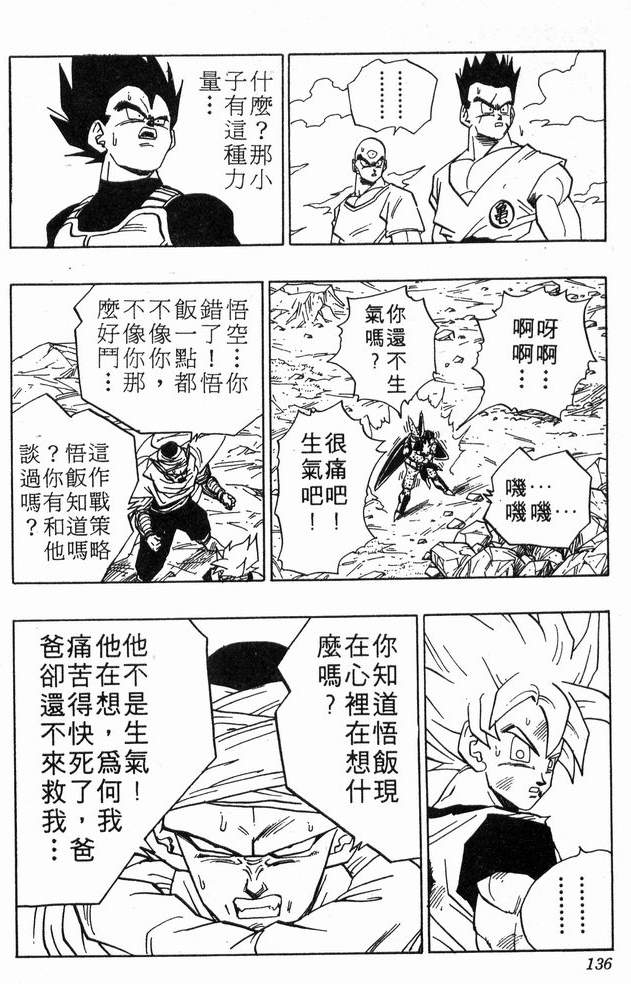 ⋯⋯
亀
什麼？那小
子有這種力
量⋯
呀啊
啊啊⋯
你還不生
氣嗎？
很痛吧！
生氣吧！
嘰⋯
嘰嘰⋯
悟空⋯你
錯了！悟
飯一點都
不像你，
不像你那
麼好鬥⋯
這作戰策略
悟飯知道嗎
？你有和他
談過嗎？
⋯⋯
你知道悟飯現
在心裡在想什
麼嗎？
他不是生氣！
他在想，為何我
痛苦得快死了，爸
爸卻還不來救我⋯
136